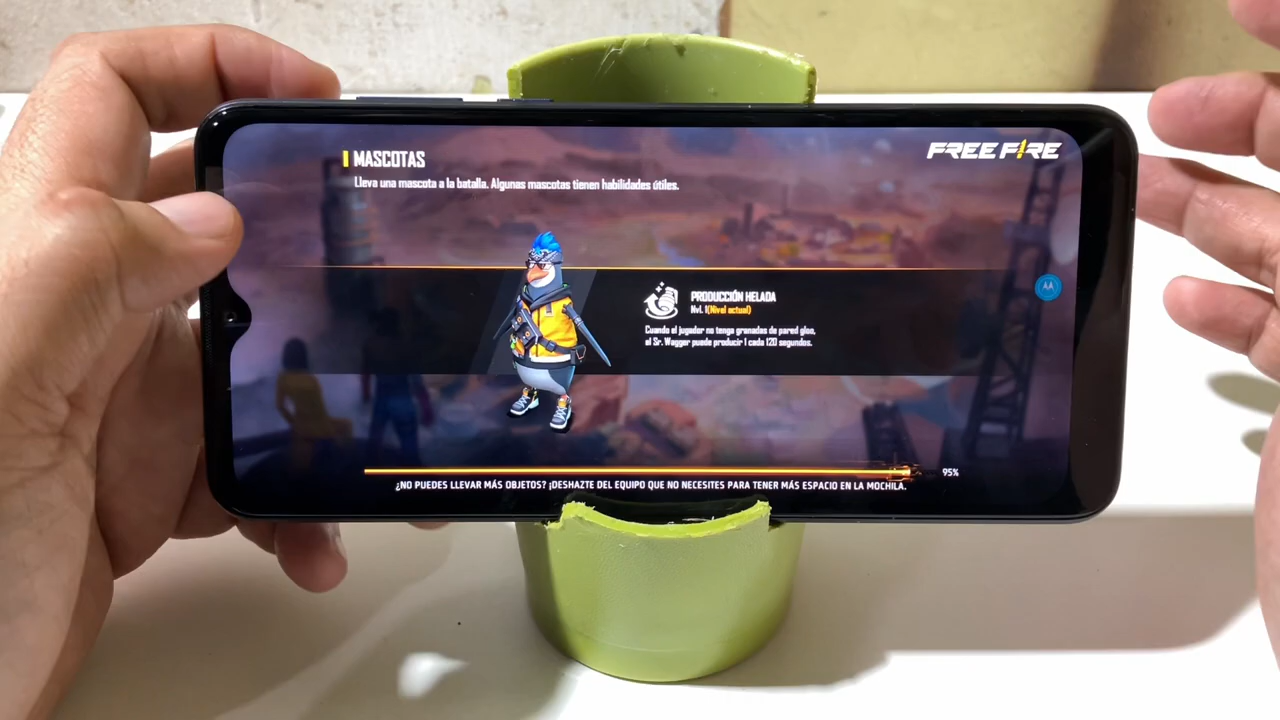 MASCOTAS
FREE FIRE
Lleva una mascota a la batalla. Algunas mascotas tienen habilidades útiles.
PRODUCCIÓN HELADA
Nvl. 1(Nivel actual)
Cuando el jugador no tenga granadas de pared gloo,
el Sr. Wagger puede producir 1 cada 120 segundos.
95%
¿NO PUEDES LLEVAR MÁS OBJETOS? ¡DESHAZTE DEL EQUIPO QUE NO NECESITES PARA TENER MÁS ESPACIO EN LA MOCHILA.